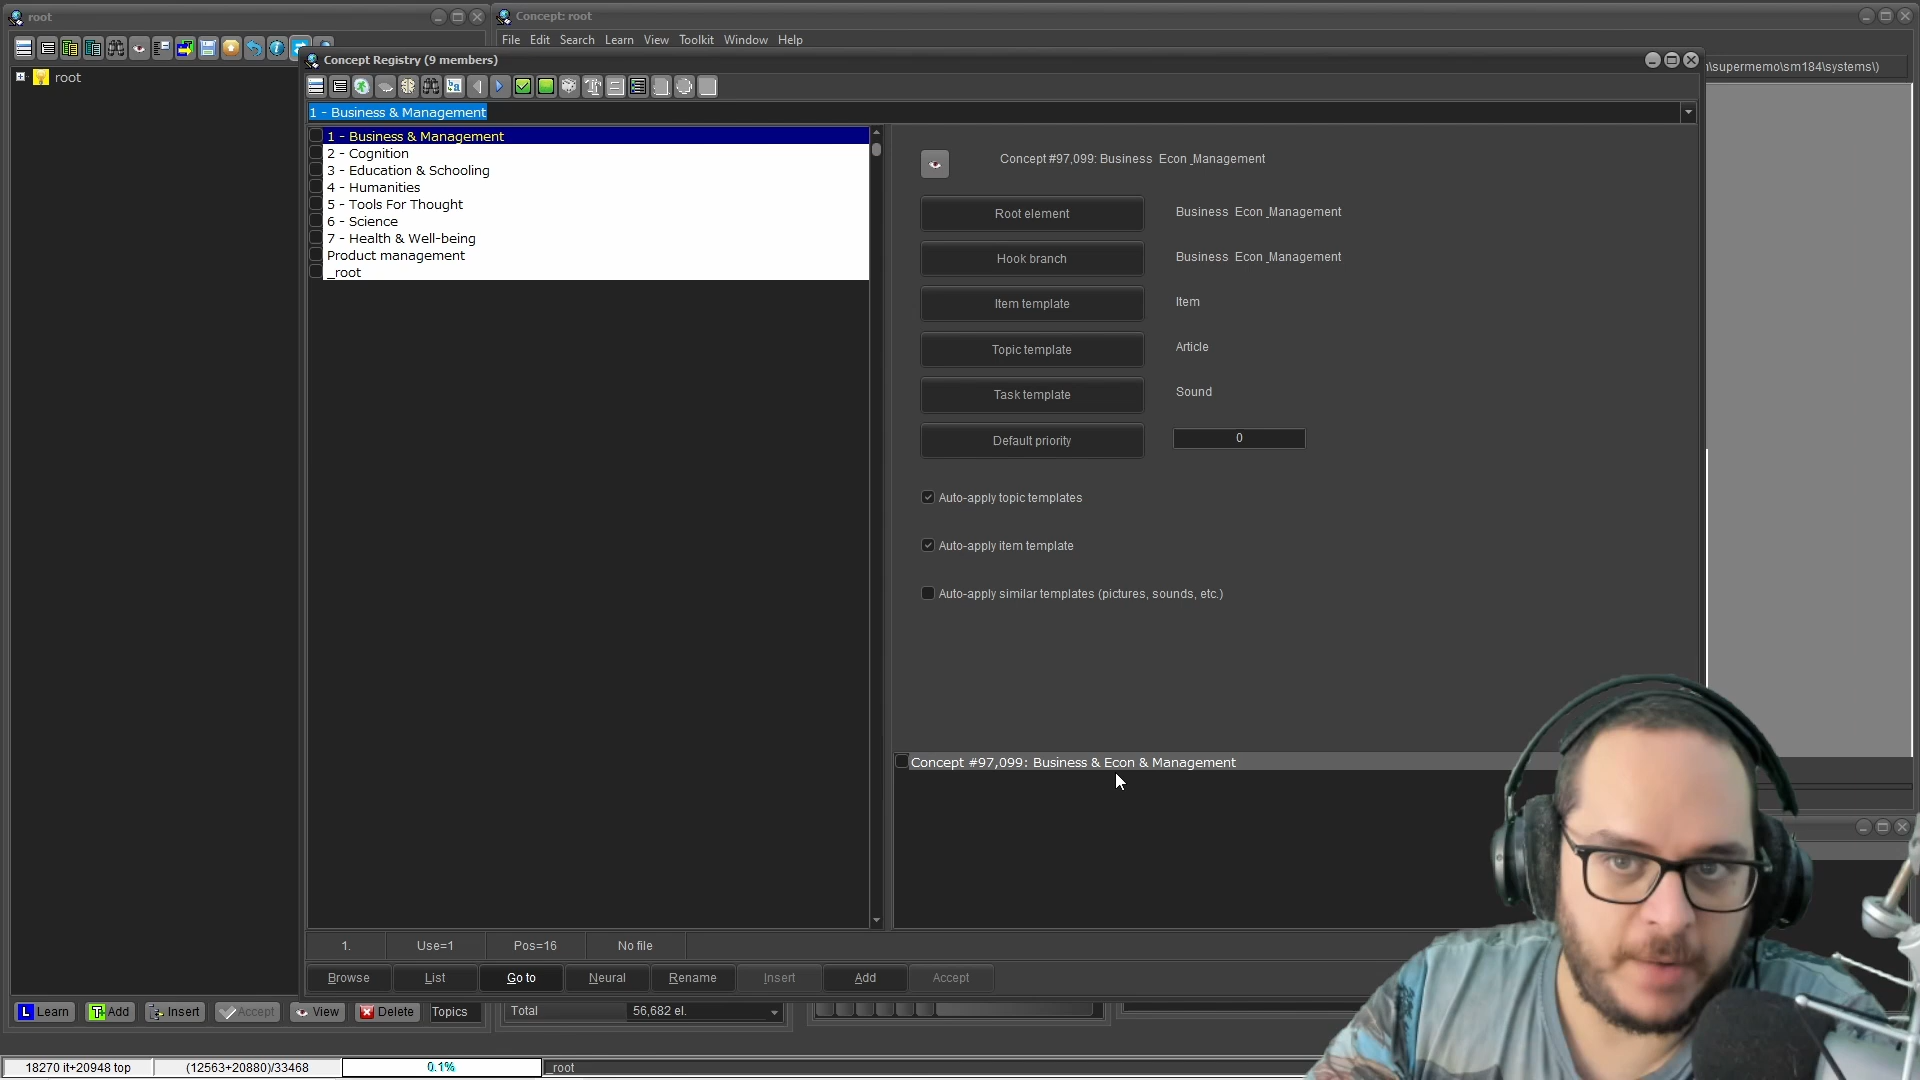 root
Concept: root
File Edit Search Learn View Toolkit Window Help
root
\supermemo\sm184\systems\)
Concept Registry (9 members)
1 - Business & Management
1 - Business & Management
2 - Cognition
3 - Education & Schooling
4 - Humanities
5 - Tools For Thought
6 - Science
7 - Health & Well-being
Product management
_root
Concept #97,099: Business Econ _Management
Root element Business Econ _Management
Hook branch Business Econ _Management
Item template Item
Topic template Article
Task template Sound
Default priority 0
Auto-apply topic templates
Auto-apply item template
Auto-apply similar templates (pictures, sounds, etc.)
Concept #97,099: Business & Econ & Management
1. Use=1 Pos=16 No file
Browse List Go to Neural Rename Insert Add Accept
L Learn Add Insert Accept View Delete Topics Total 56,682 el.
18270 it+20948 top (12563+20880)/33468 0.1% _root